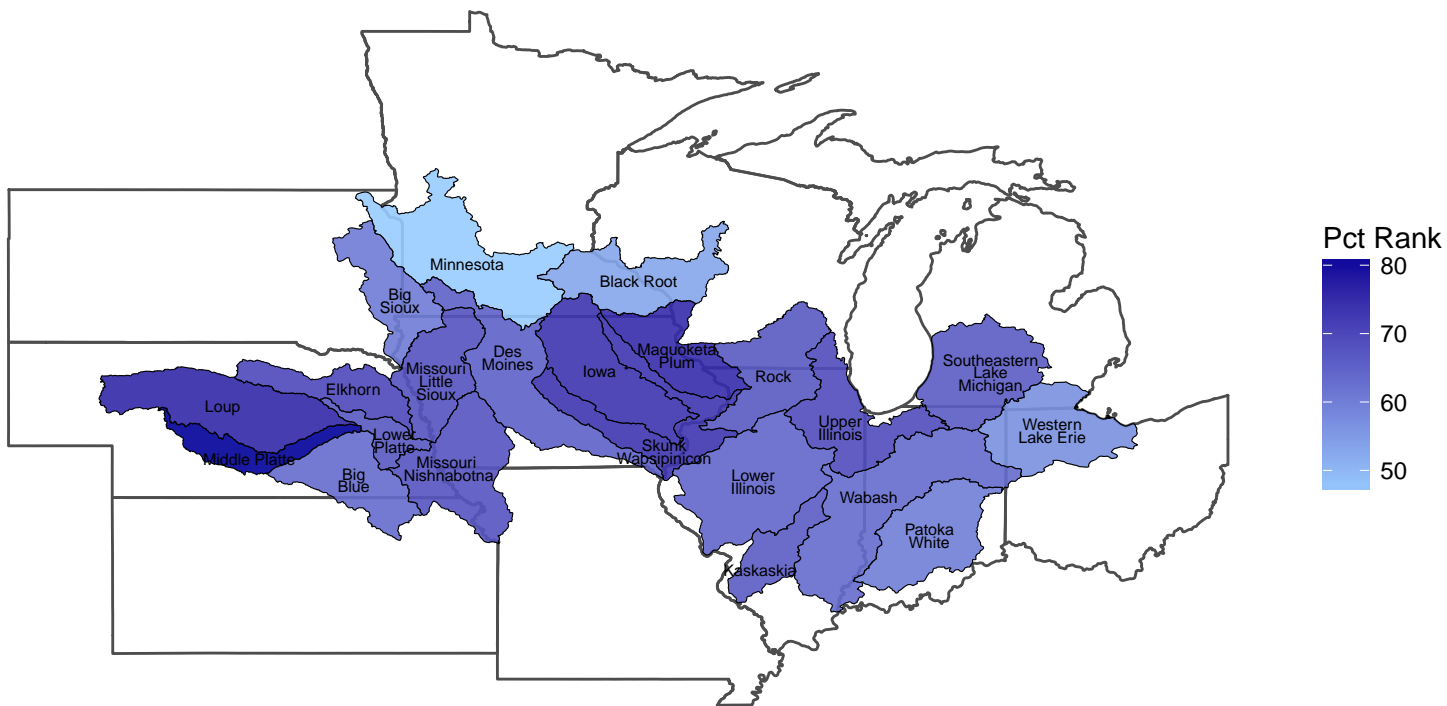 Minnesota
Black Root
Big
Sioux
Des
Moines
Maquoketa
Plum
Iowa
Rock
Southeastern
Lake
Michigan
Missouri
Little
Sioux
Elkhorn
Loup
Upper
Illinois
Western
Lake Erie
Lower
Platte
Middle Platte
Skunk
Wabsipinicon
Missouri
Nishnabotna
Big
Blue
Lower
Illinois
Wabash
Patoka
White
Kaskaskia
Pct Rank
80
70
60
50